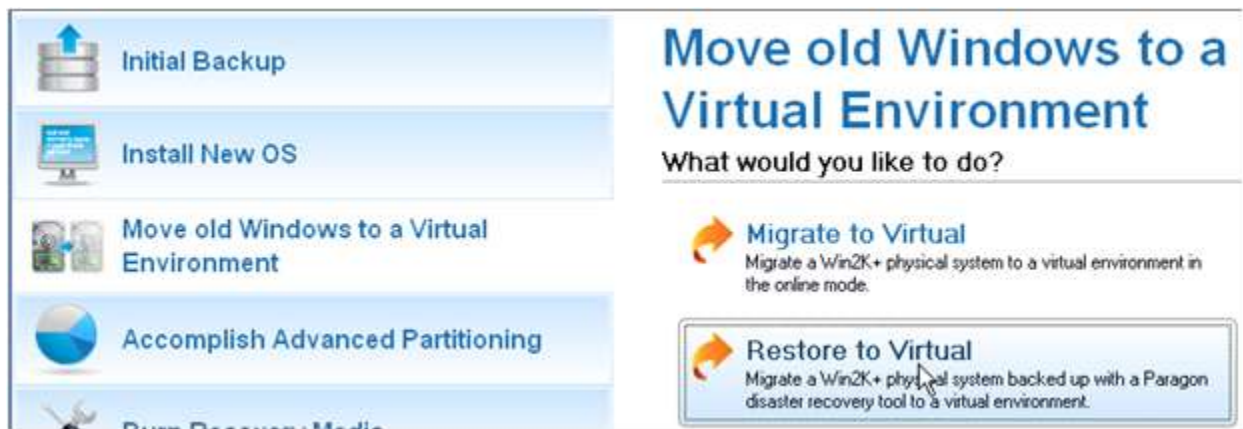 Initial Backup
Install New OS
Move old Windows to a Virtual
Environment
Accomplish Advanced Partitioning
Burn Recovery Media
Move old Windows to a
Virtual Environment
What would you like to do?
Migrate to Virtual
Migrate a Win2K+ physical system to a virtual environment in
the online mode.
Restore to Virtual
Migrate a Win2K+ physical system backed up with a Paragon
disaster recovery tool to a virtual environment.